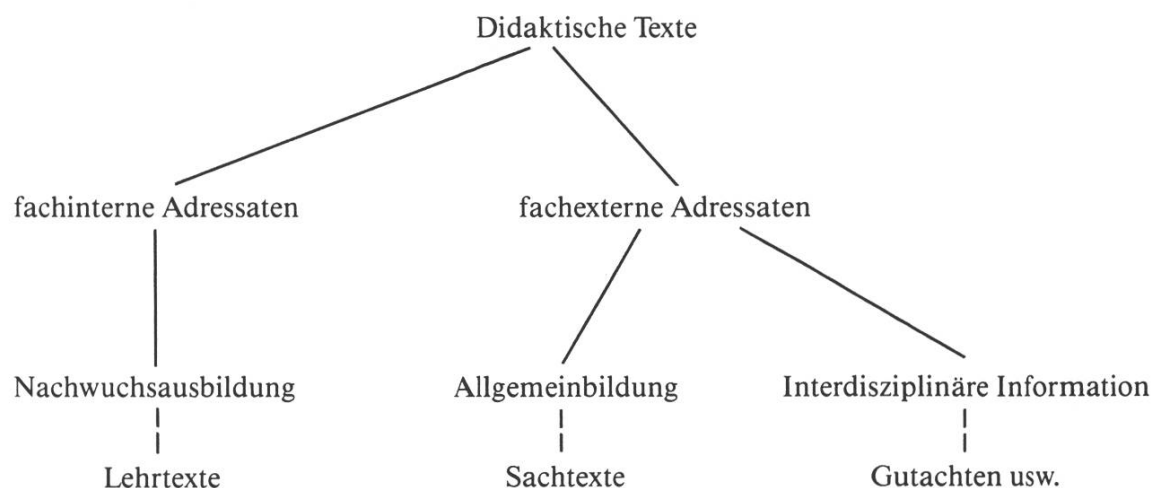 Didaktische Texte
fachinterne Adressaten fachexterne Adressaten
Nachwuchsausbildung Allgemeinbildung Interdisziplinäre Information
Lehrtexte Sachtexte Gutachten usw.